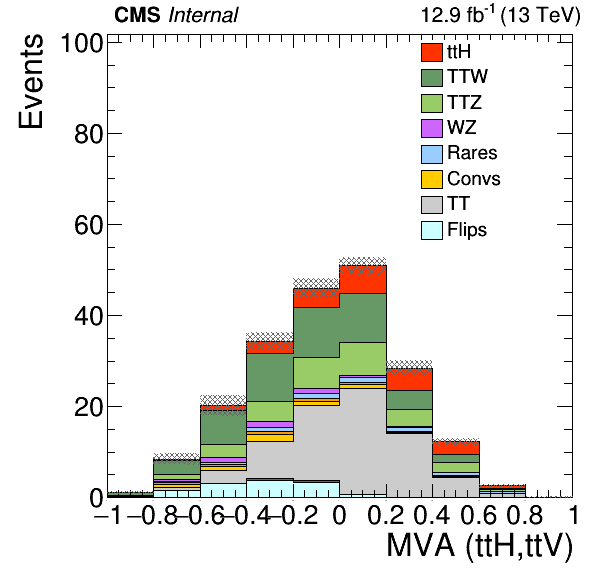 CMS Internal 12.9 fb-1 (13 TeV)
Events
100
80
60
40
20
0
ttH
TTW
TTZ
WZ
Rares
Convs
TT
Flips
−1 −0.8 −0.6 −0.4 −0.2 0 0.2 0.4 0.6 0.8 1
MVA (ttH,ttV)